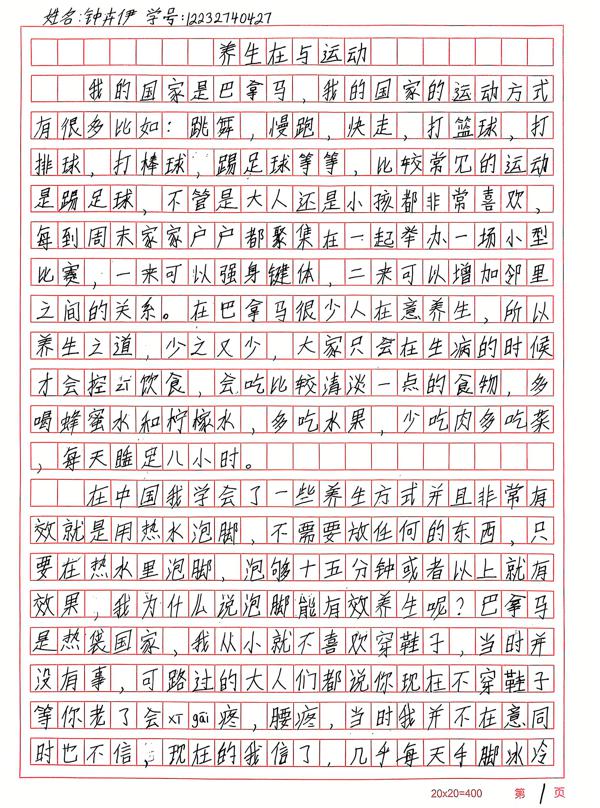 姓名:钟卉伊 学号:12232740427
养生在与运动
我的国家是巴拿马，我的国家的运动方式
有很多比如：跳舞，慢跑，快走，打篮球，打
排球，打棒球，踢足球等等，比较常见的运动
是踢足球，不管是大人还是小孩都非常喜欢，
每到周末家家户户都聚集在一起举办一场小型
比赛，一来可以强身键体，二来可以增加邻里
之间的关系。在巴拿马很少人在意养生，所以
养生之道，少之又少，大家只会在生病的时候
才会控 饮食，会吃比较清淡一点的食物，多
喝蜂蜜水和柠檬水，多吃水果，少吃肉多吃菜
，每天睡足八小时。
在中国我学会了一些养生方式并且非常有
效就是用热水泡脚，不需要放任何的东西，只
要在热水里泡脚，泡够十五分钟或者以上就有
效果，我为什么说泡脚能有效养生呢？巴拿马
是热袋国家，我从小就不喜欢穿鞋子，当时并
没有事，可路过的大人们都说你现在不穿鞋子
等你老了会xī gāi疼，腰疼，当时我并不在意同
时也不信，现在的我信了，几乎每天手脚冰冷
20x20=400 第 1 页